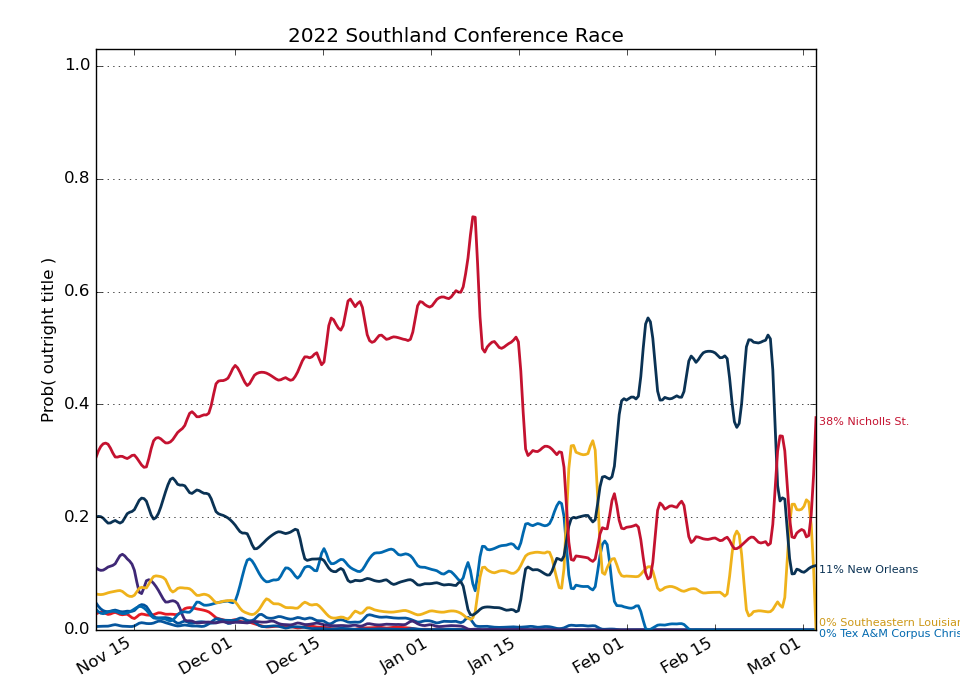 2022 Southland Conference Race
Prob( outright title )
1.0
0.8
0.6
0.4
0.2
0.0
Nov 15
Dec 01
Dec 15
Jan 01
Jan 15
Feb 01
Feb 15
Mar 01
38% Nicholls St.
11% New Orleans
0% Southeastern Louisian
0% Tex A&M Corpus Chris